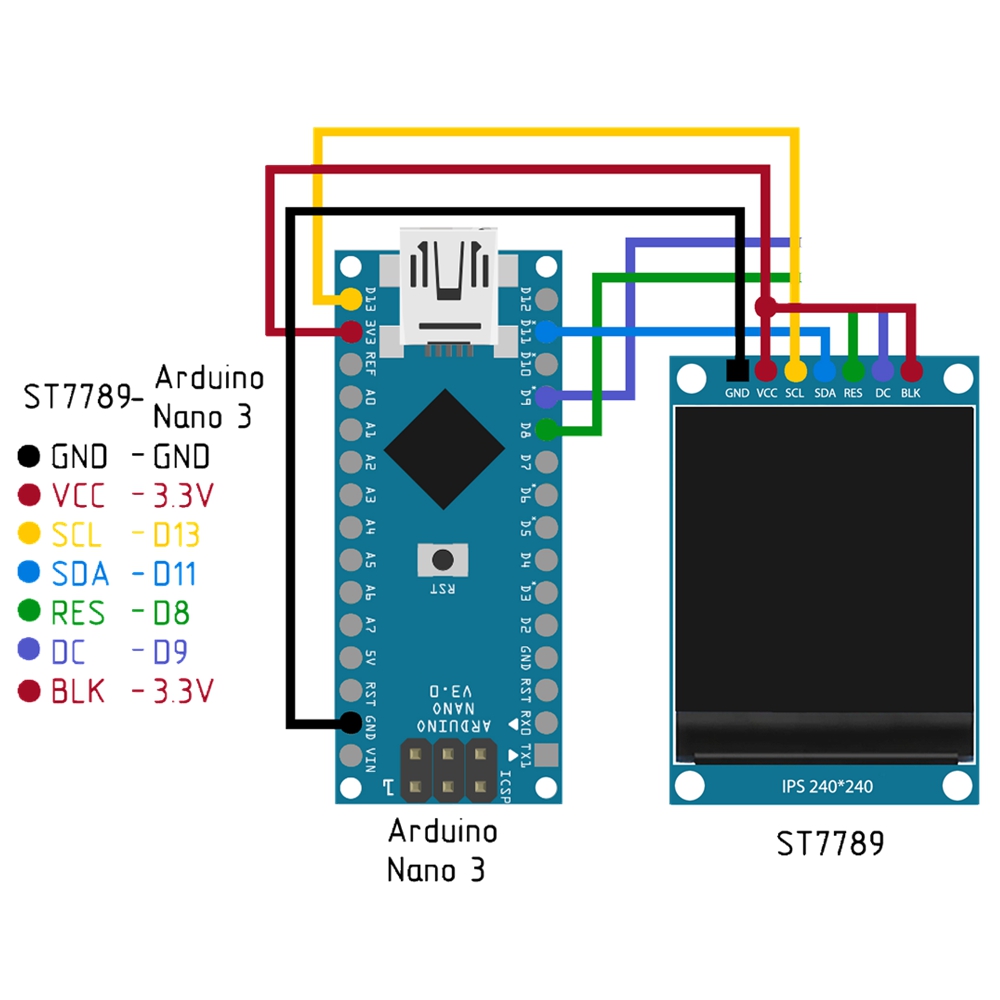 ST7789-
Arduino
Nano 3
GND - GND
VCC - 3.3V
SCL - D13
SDA - D11
RES - D8
DC - D9
BLK - 3.3V
D13
3V3
REF
A0
A1
A2
A3
A4
A5
A6
A7
5V
RST
GND
VIN
D12
D11
D10
D9
D8
D7
D6
D5
D4
D3
D2
GND
RST
RX0
TX1
RST
ARDUINO
NANO
V3.0
L
ICSP
GND VCC SCL SDA RES DC BLK
IPS 240*240
Arduino
Nano 3
ST7789